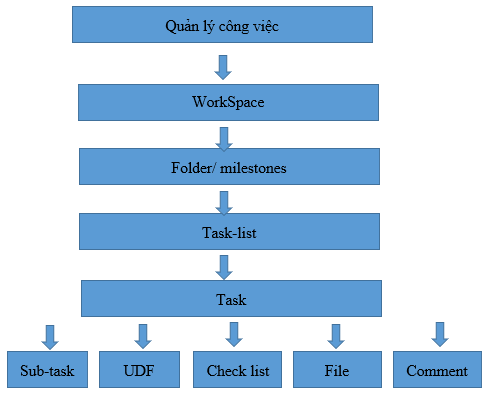 Quản lý công việc
WorkSpace
Folder/ milestones
Task-list
Task
Sub-task
UDF
Check list
File
Comment